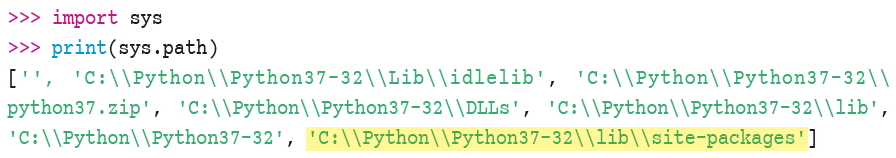 >>> import sys
>>> print(sys.path)
['', 'C:\\Python\\Python37-32\\Lib\\idlelib', 'C:\\Python\\Python37-32\\
python37.zip', 'C:\\Python\\Python37-32\\DLLs', 'C:\\Python\\Python37-32\\lib',
'C:\\Python\\Python37-32', 'C:\\Python\\Python37-32\\lib\\site-packages']